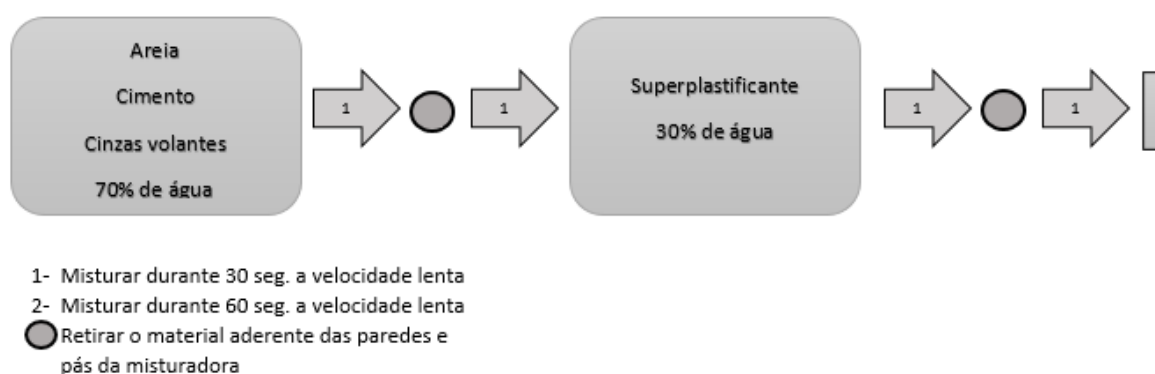 Areia
Cimento
Cinzas volantes
70% de água
1
1
Superplastificante
30% de água
1
1
1- Misturar durante 30 seg. a velocidade lenta
2- Misturar durante 60 seg. a velocidade lenta
Retirar o material aderente das paredes e
pás da misturadora